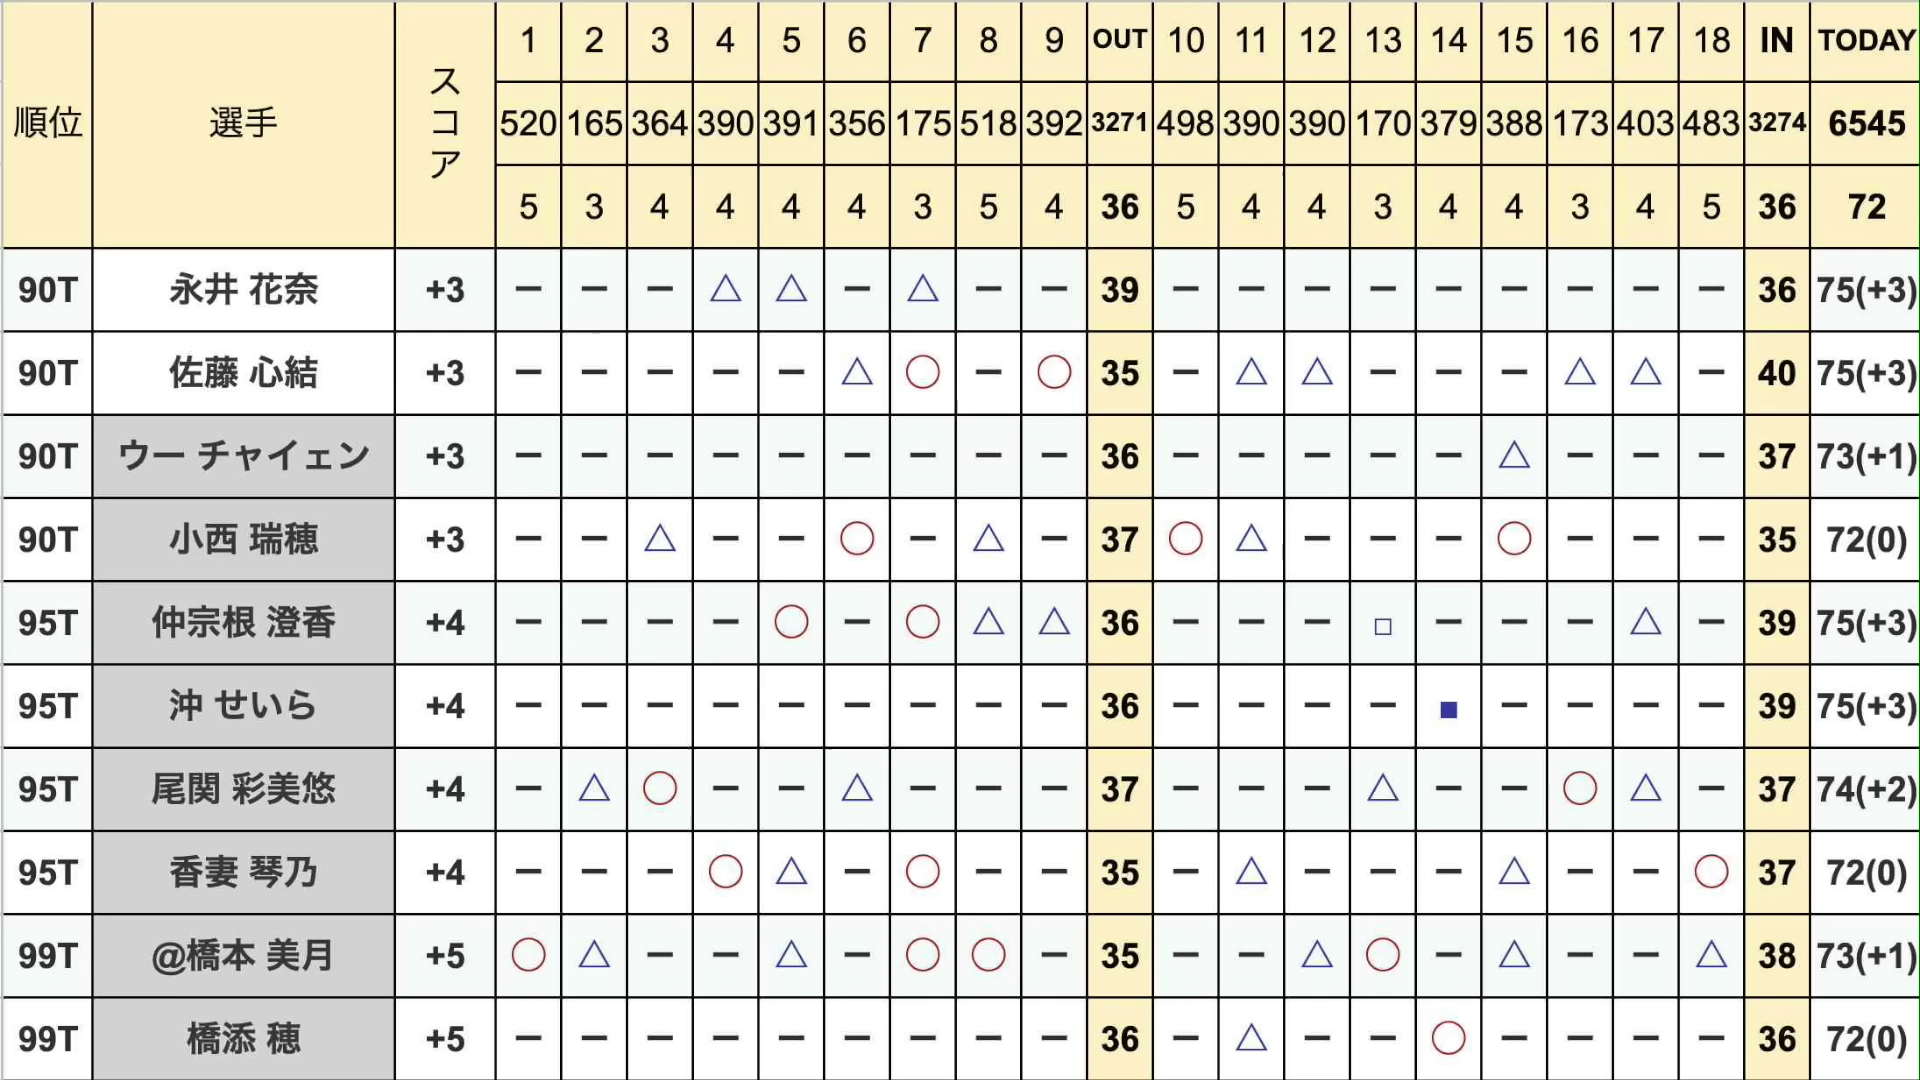 順位 選手 スコア 1 2 3 4 5 6 7 8 9 OUT 10 11 12 13 14 15 16 17 18 IN TODAY
520 165 364 390 391 356 175 518 392 3271 498 390 390 170 379 388 173 403 483 3274 6545
5 3 4 4 4 4 3 5 4 36 5 4 4 3 4 4 3 4 5 36 72
90T 永井 花奈 +3 － － － △ △ － △ － － 39 － － － － － － － － － 36 75(+3)
90T 佐藤 心結 +3 － － － － － △ ○ － ○ 35 － △ △ － － － △ △ － 40 75(+3)
90T ウー チャイェン +3 － － － － － － － － － 36 － － － － － △ － － － 37 73(+1)
90T 小西 瑞穂 +3 － － △ － － ○ － △ － 37 ○ △ － － － ○ － － － 35 72(0)
95T 仲宗根 澄香 +4 － － － － ○ － ○ △ △ 36 － － － □ － － － △ － 39 75(+3)
95T 沖 せいら +4 － － － － － － － － － 36 － － － － ■ － － － － 39 75(+3)
95T 尾関 彩美悠 +4 － △ ○ － － △ － － － 37 － － － △ － － ○ △ － 37 74(+2)
95T 香妻 琴乃 +4 － － － ○ △ － ○ － － 35 － △ － － － △ － － ○ 37 72(0)
99T @橋本 美月 +5 ○ △ － － △ － ○ ○ － 35 － － △ ○ － △ － － △ 38 73(+1)
99T 橋添 穂 +5 － － － － － － － － － 36 － △ － － ○ － － － － 36 72(0)